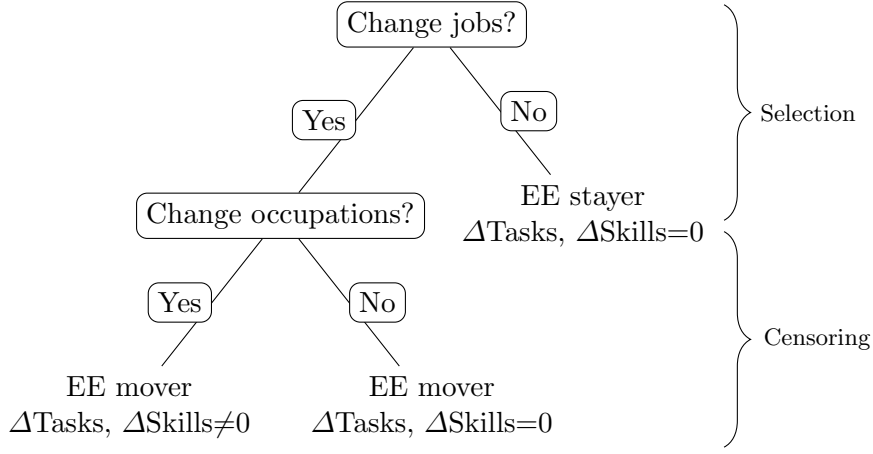 Change jobs?
Yes
No
Selection
EE stayer
ΔTasks, ΔSkills=0
Change occupations?
Yes
No
Censoring
EE mover
ΔTasks, ΔSkills≠0
EE mover
ΔTasks, ΔSkills=0